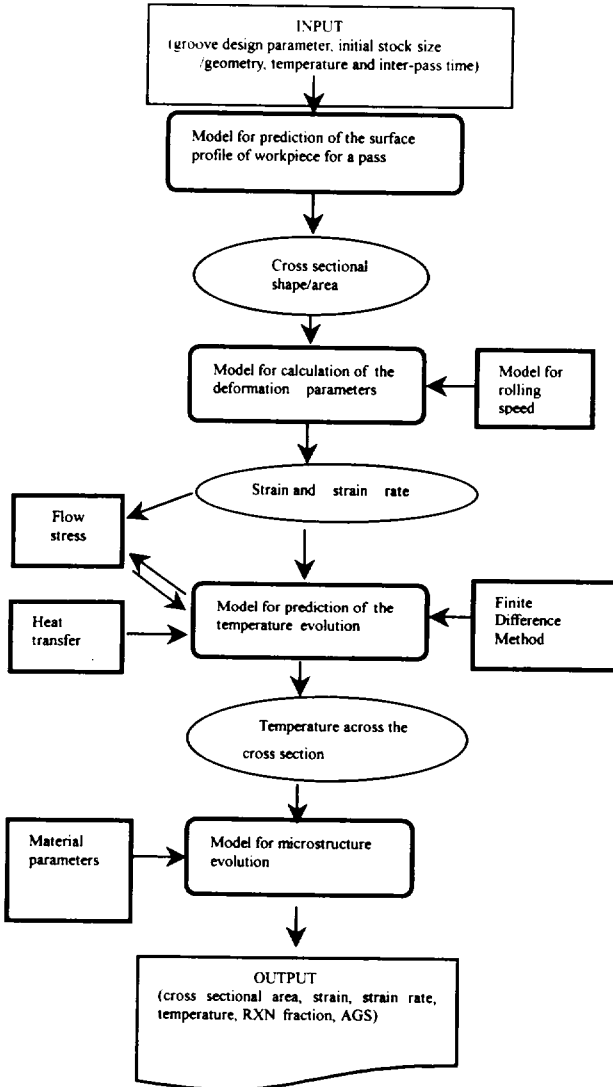 INPUT
(groove design parameter, initial stock size
/geometry, temperature and inter-pass time)
Model for prediction of the surface
profile of workpiece for a pass
Cross sectional
shape/area
Model for calculation of the
deformation parameters
Model for
rolling
speed
Strain and strain rate
Flow
stress
Model for prediction of the
temperature evolution
Heat
transfer
Finite
Difference
Method
Temperature across the
cross section
Material
parameters
Model for microstructure
evolution
OUTPUT
(cross sectional area, strain, strain rate,
temperature, RXN fraction, AGS)